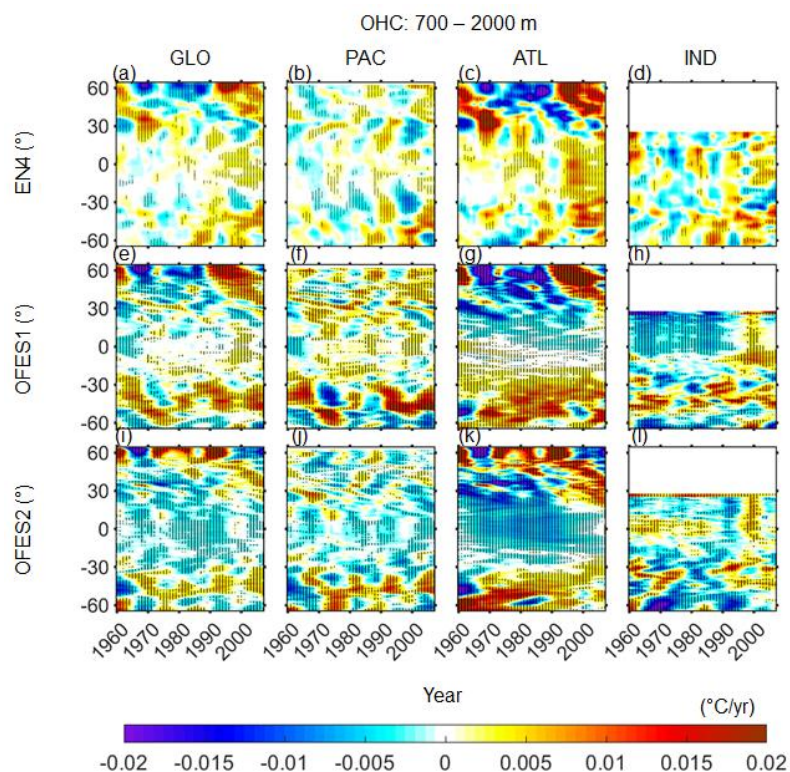 OHC: 700 – 2000 m
GLO PAC ATL IND
(a) (b) (c) (d)
EN4 (°)
60
30
0
-30
-60
(e) (f) (g) (h)
OFES1 (°)
60
30
0
-30
-60
(i) (j) (k) (l)
OFES2 (°)
60
30
0
-30
-60
1960 1970 1980 1990 2000 1960 1970 1980 1990 2000 1960 1970 1980 1990 2000 1960 1970 1980 1990 2000
Year
(°C/yr)
-0.02 -0.015 -0.01 -0.005 0 0.005 0.01 0.015 0.02